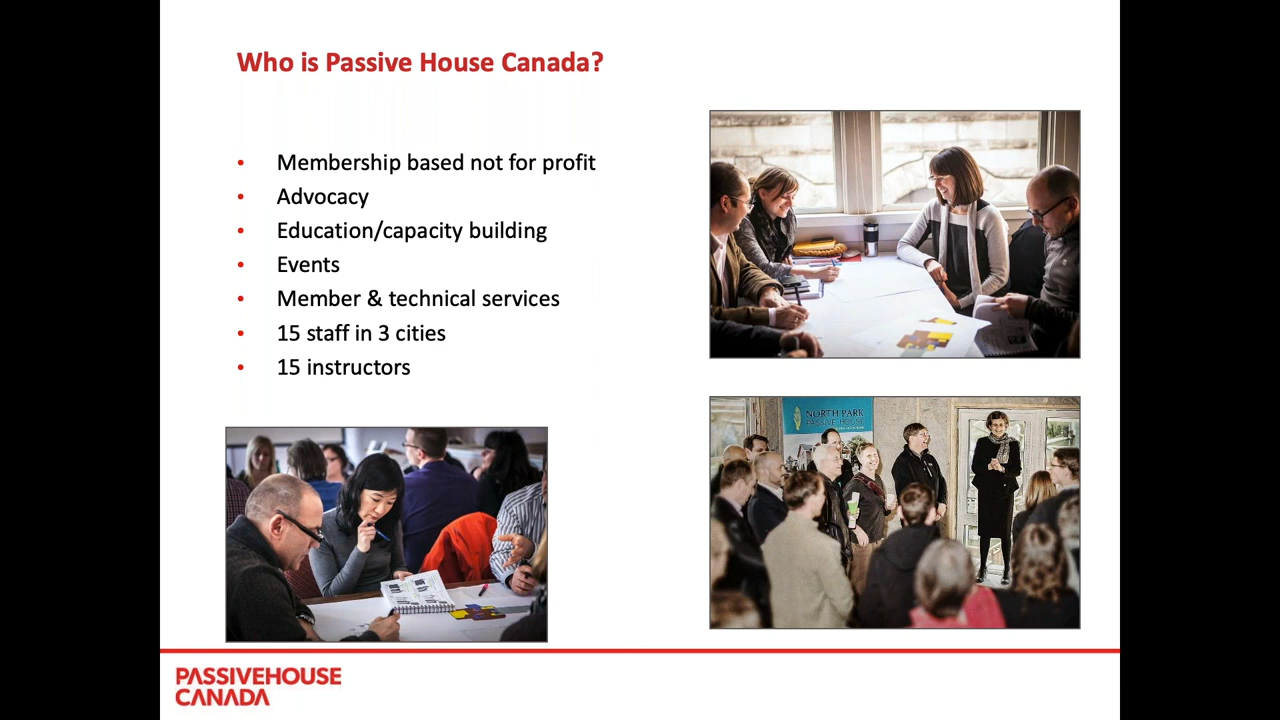 Who is Passive House Canada?
• Membership based not for profit
• Advocacy
• Education/capacity building
• Events
• Member & technical services
• 15 staff in 3 cities
• 15 instructors
NORTH PARK
PASSIVE HOUSE
PASSIVEHOUSE
CANADA